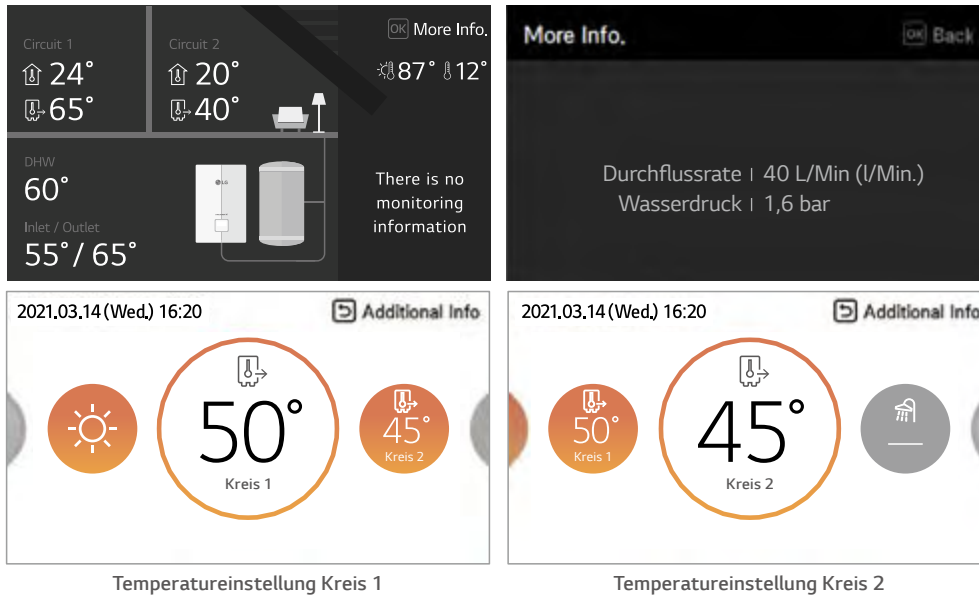 Circuit 1
24°
65°
Circuit 2
20°
40°
OK More Info.
87° 12°
DHW
60°
Inlet / Outlet
55° / 65°
LG
There is no
monitoring
information
More Info.
OK Back
Durchflussrate | 40 L/Min (l/Min.)
Wasserdruck | 1,6 bar
2021.03.14 (Wed.) 16:20
Additional Info
50°
Kreis 1
45°
Kreis 2
Temperatureinstellung Kreis 1
2021.03.14 (Wed.) 16:20
Additional Info
50°
Kreis 1
45°
Kreis 2
Temperatureinstellung Kreis 2